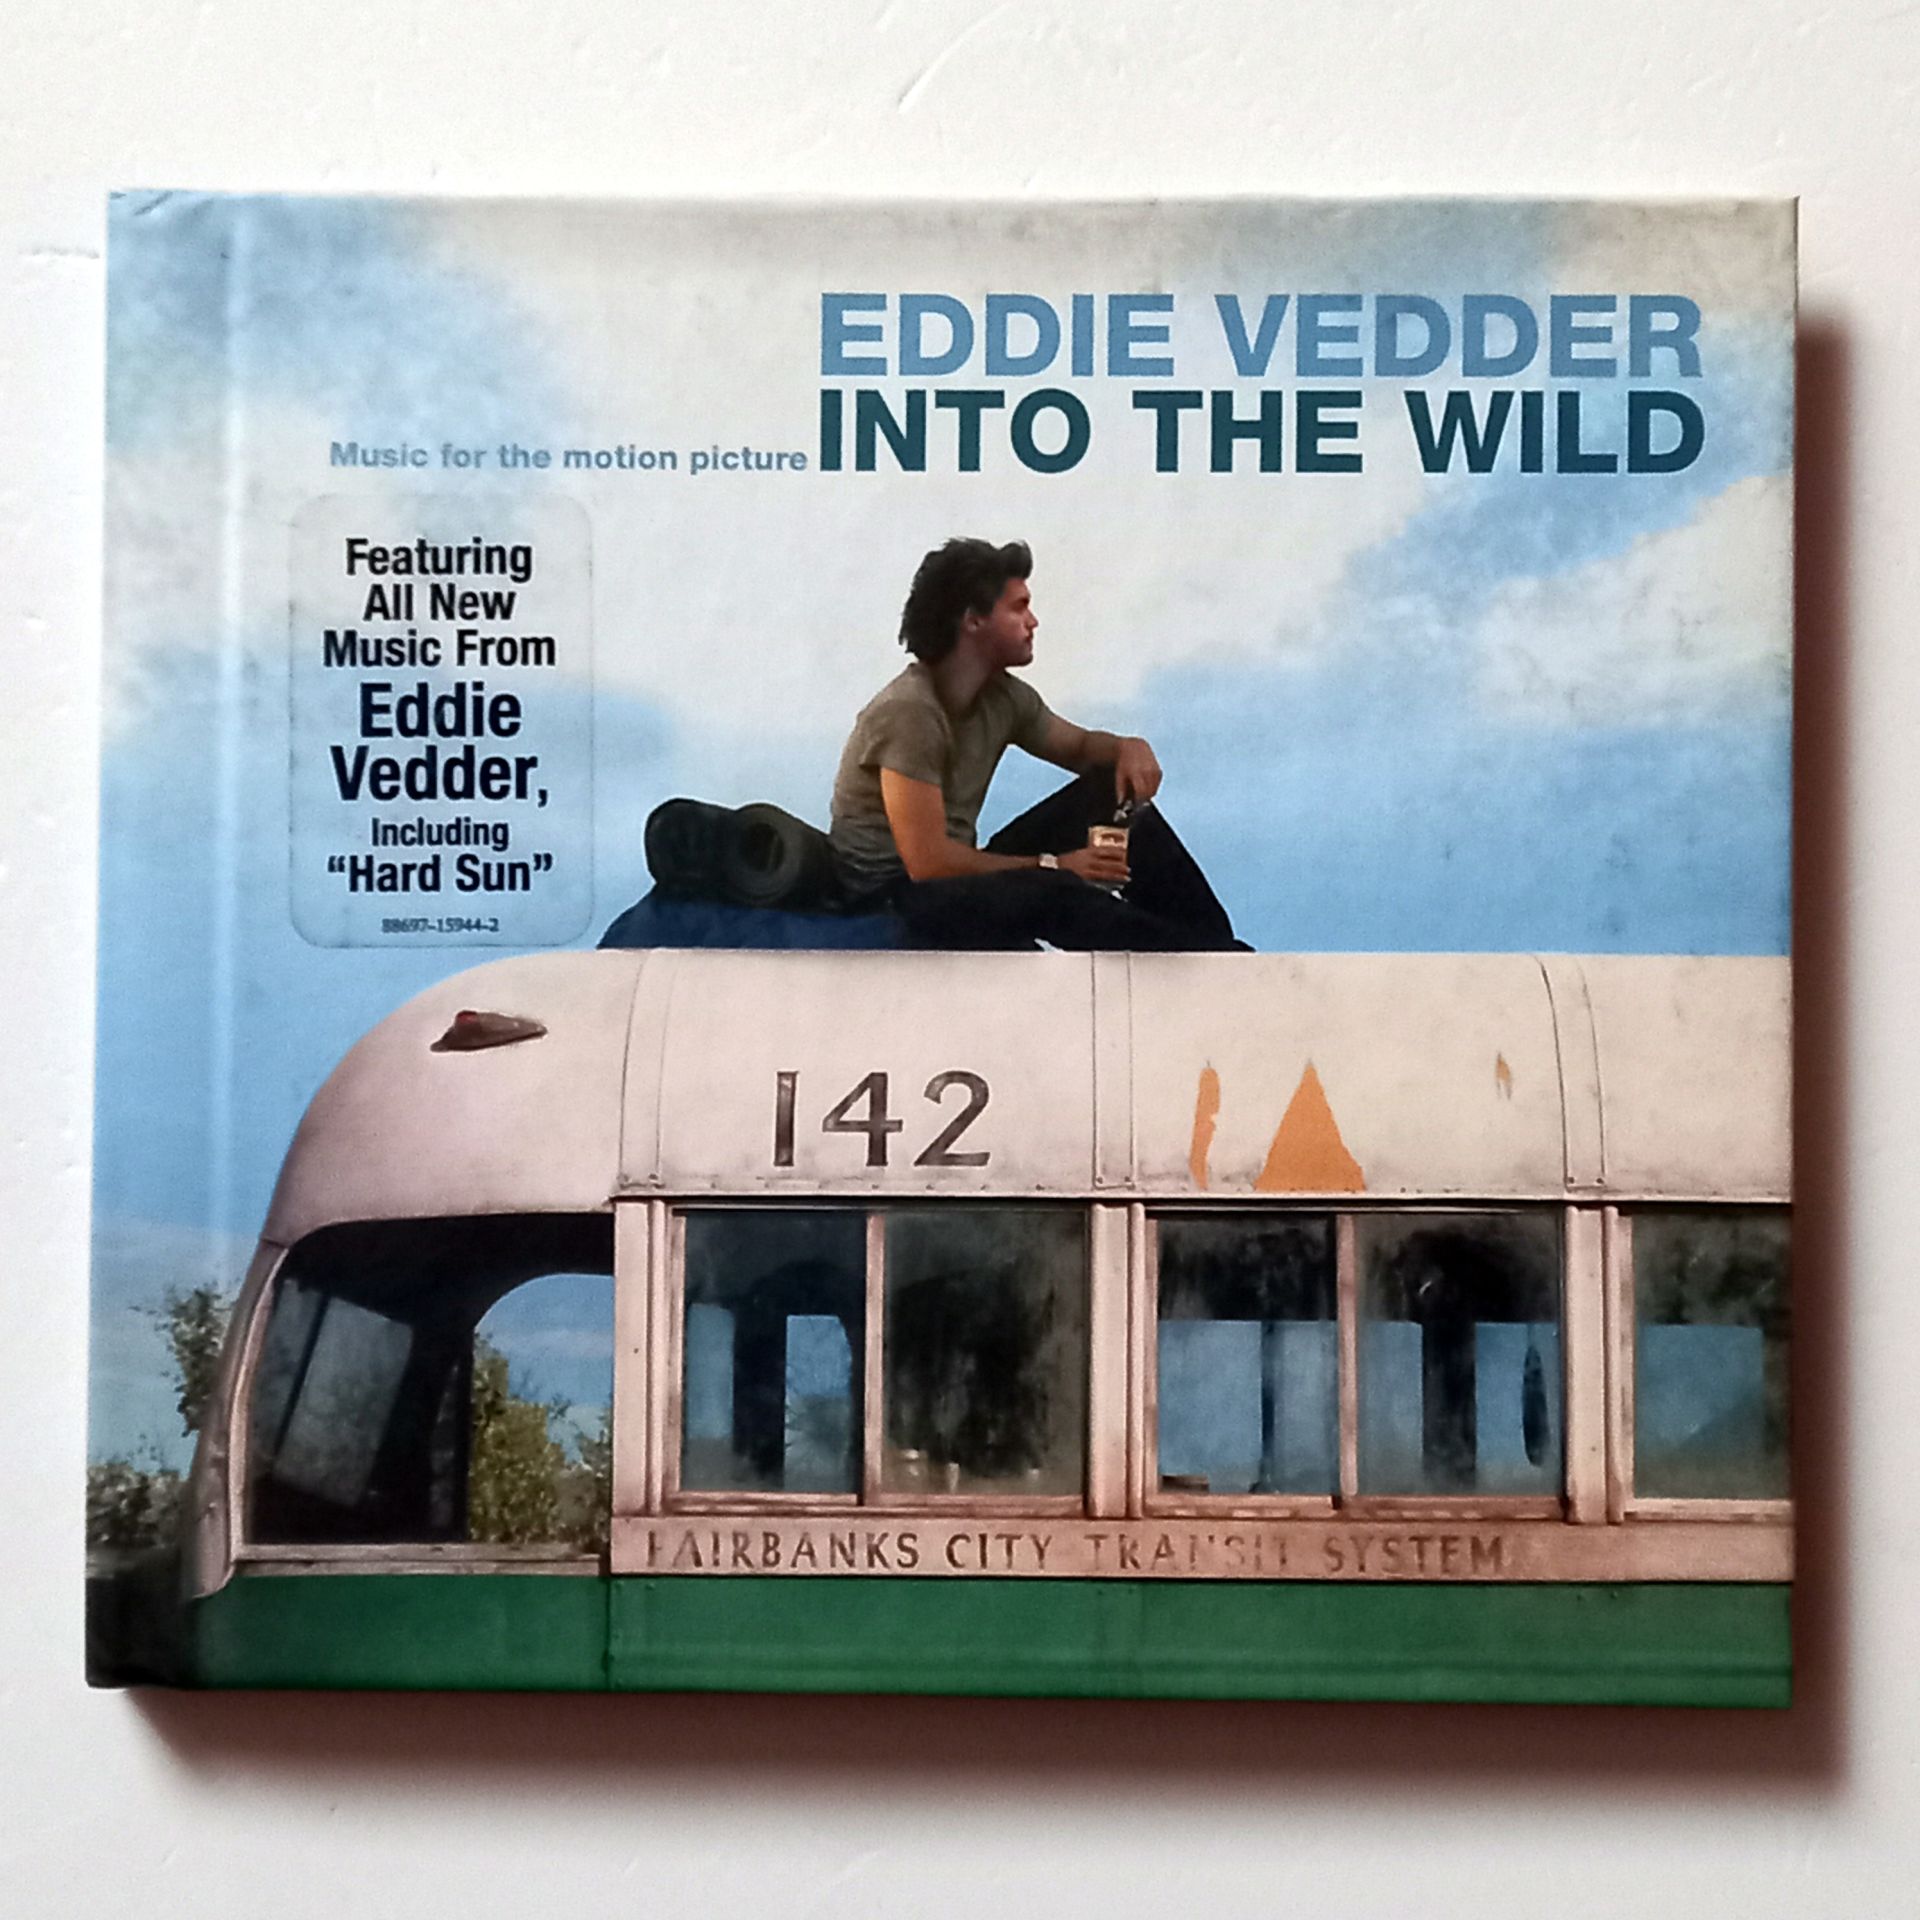 EDDIE VEDDER
Music for the motion picture INTO THE WILD
Featuring
All New
Music From
Eddie
Vedder,
Including
“Hard Sun”
88697-15944-2
142
FAIRBANKS CITY TRANSIT SYSTEM